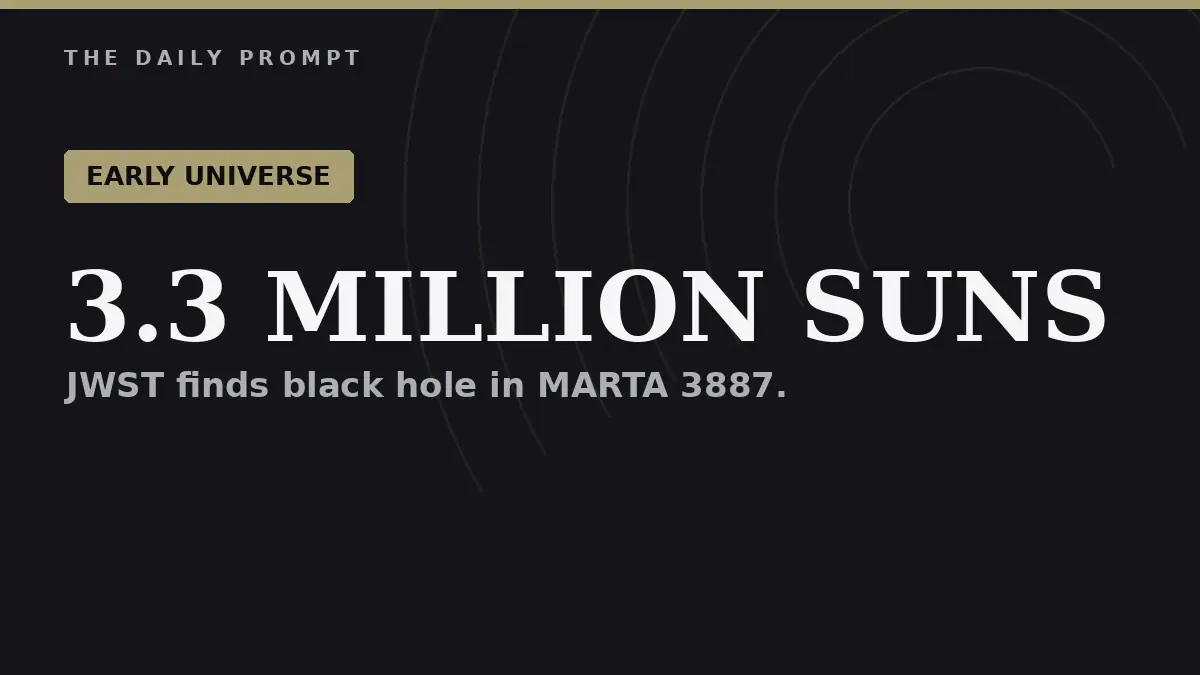 THE DAILY PROMPT
EARLY UNIVERSE
3.3 MILLION SUNS
JWST finds black hole in MARTA 3887.